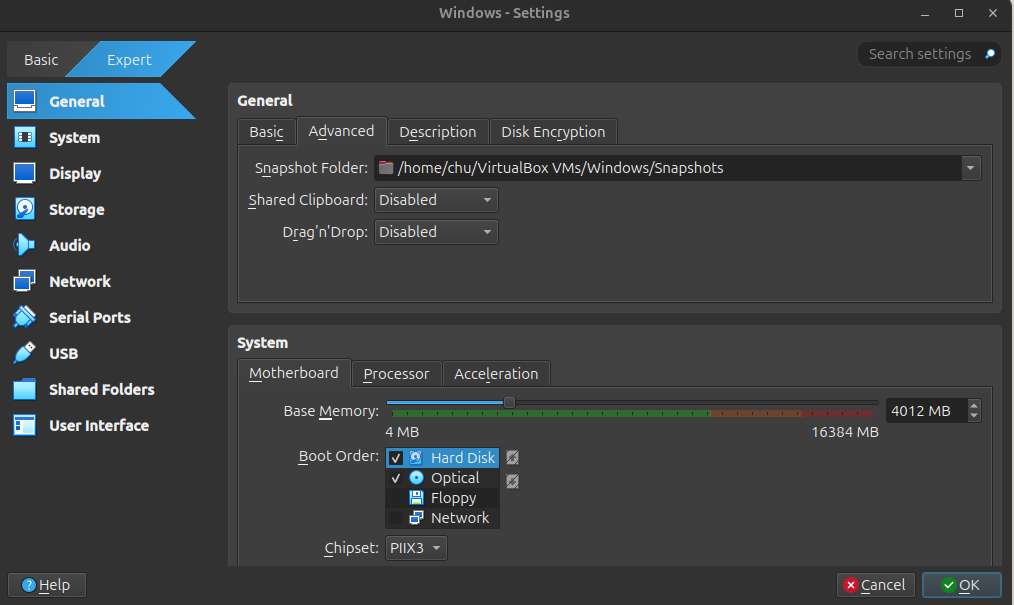 Windows - Settings
Basic Expert Search settings
General
System
Display
Storage
Audio
Network
Serial Ports
USB
Shared Folders
User Interface
General
Basic Advanced Description Disk Encryption
Snapshot Folder: /home/chu/VirtualBox VMs/Windows/Snapshots
Shared Clipboard: Disabled
Drag'n'Drop: Disabled
System
Motherboard Processor Acceleration
Base Memory: 4012 MB
4 MB 16384 MB
Boot Order: Hard Disk
Optical
Floppy
Network
Chipset: PIIX3
Help Cancel OK